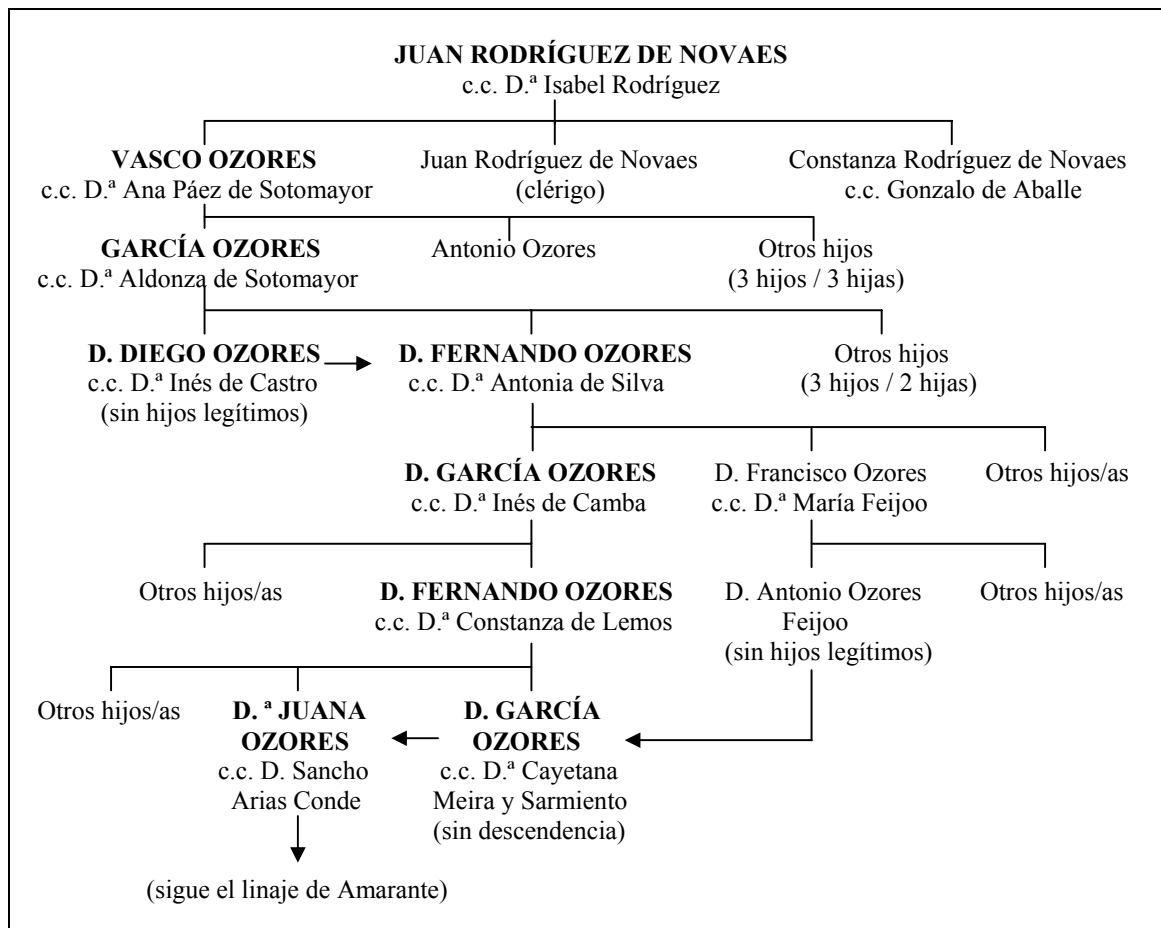 JUAN RODRÍGUEZ DE NOVAES
c.c. D.ª Isabel Rodríguez
VASCO OZORES
c.c. D.ª Ana Páez de Sotomayor
Juan Rodríguez de Novaes
(clérigo)
Constanza Rodríguez de Novaes
c.c. Gonzalo de Aballe
GARCÍA OZORES
c.c. D.ª Aldonza de Sotomayor
Antonio Ozores
Otros hijos
(3 hijos / 3 hijas)
D. DIEGO OZORES
c.c. D.ª Inés de Castro
(sin hijos legítimos)
D. FERNANDO OZORES
c.c. D.ª Antonia de Silva
Otros hijos
(3 hijos / 2 hijas)
D. GARCÍA OZORES
c.c. D.ª Inés de Camba
D. Francisco Ozores
c.c. D.ª María Feijoo
Otros hijos/as
Otros hijos/as
D. FERNANDO OZORES
c.c. D.ª Constanza de Lemos
D. Antonio Ozores
Feijoo
(sin hijos legítimos)
Otros hijos/as
Otros hijos/as
D. ª JUANA
OZORES
c.c. D. Sancho
Arias Conde
D. GARCÍA
OZORES
c.c. D.ª Cayetana
Meira y Sarmiento
(sin descendencia)
(sigue el linaje de Amarante)